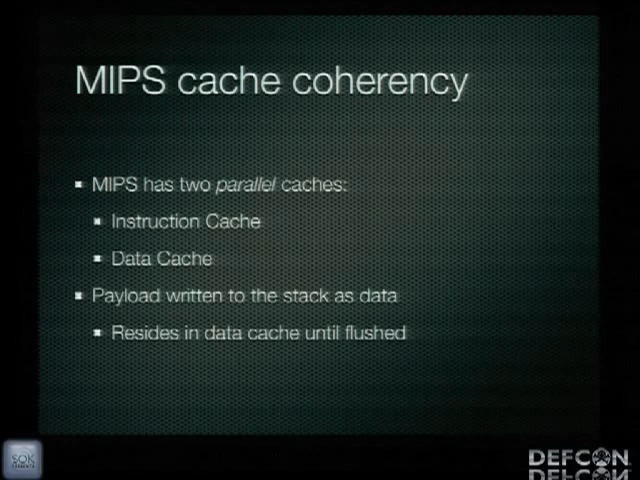 MIPS cache coherency
MIPS has two parallel caches:
Instruction Cache
Data Cache
Payload written to the stack as data
Resides in data cache until flushed
SOK
DEFCON